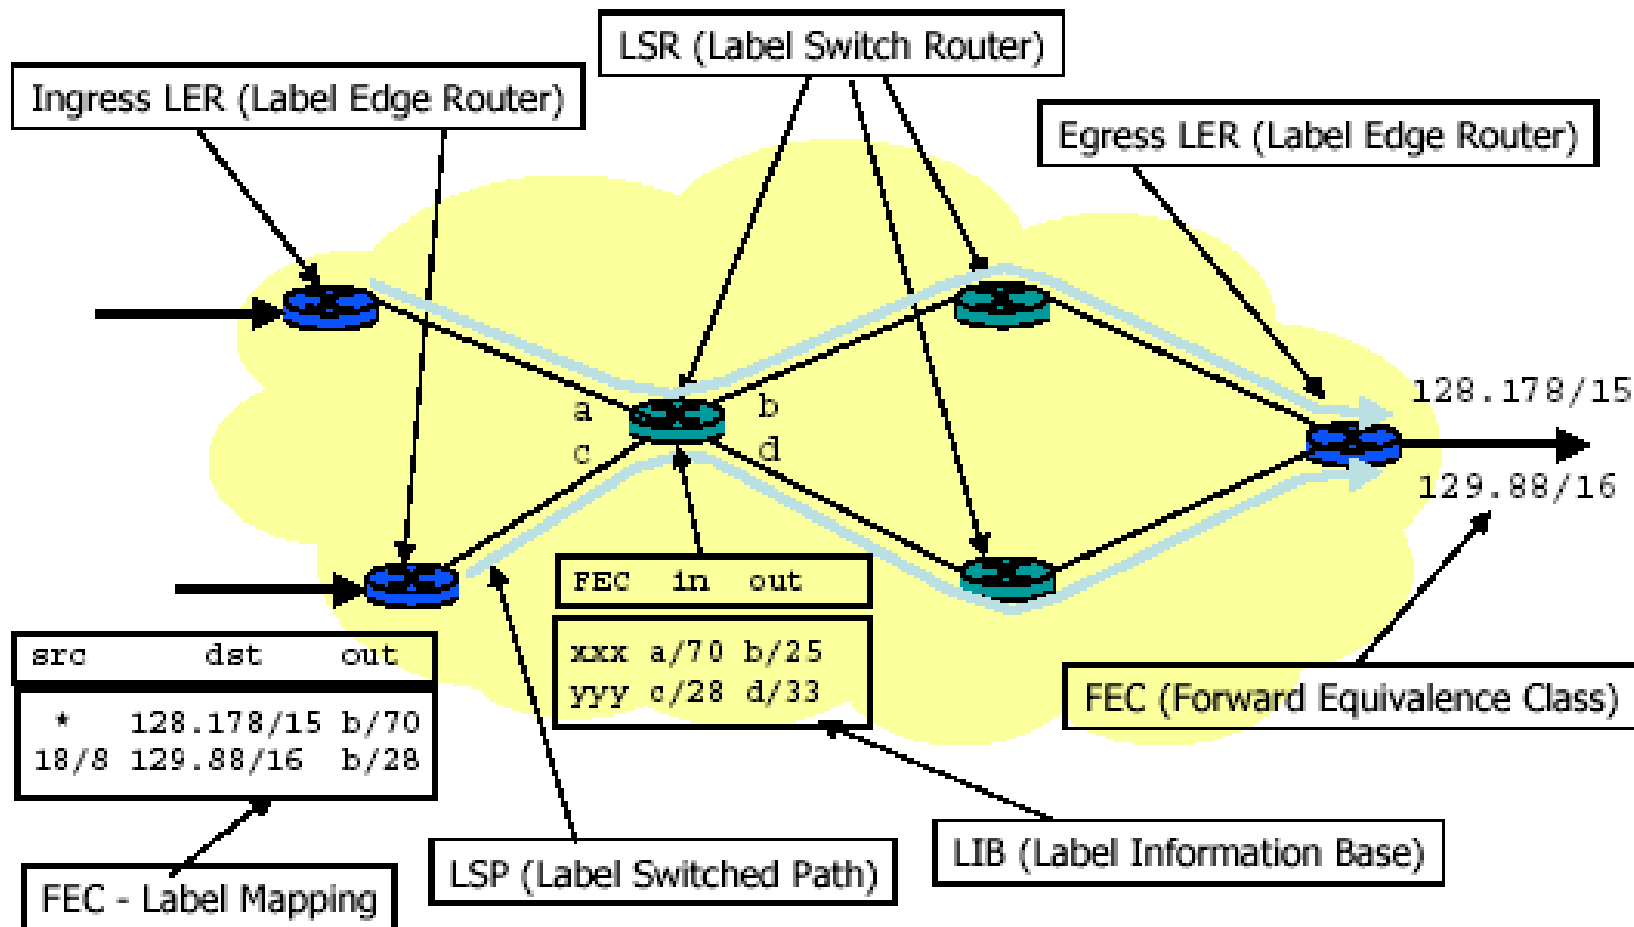 LSR (Label Switch Router)
Ingress LER (Label Edge Router)
Egress LER (Label Edge Router)
128.178/15
a b
c d
129.88/16
FEC in out
xxx a/70 b/25
yyy c/28 d/33
src dst out
* 128.178/15 b/70
18/8 129.88/16 b/28
FEC (Forward Equivalence Class)
LIB (Label Information Base)
LSP (Label Switched Path)
FEC - Label Mapping